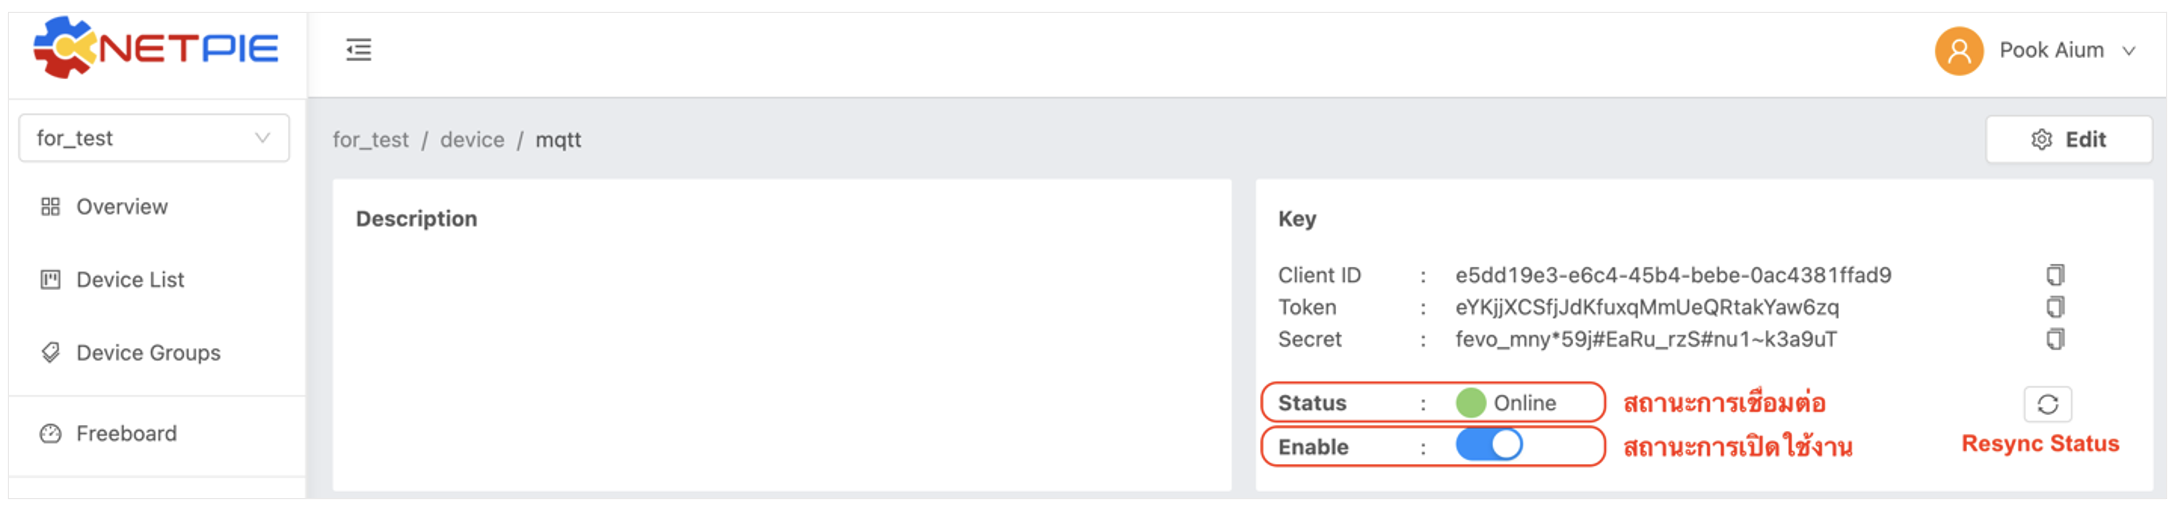 NETPIE
Pook Aium
for_test
for_test / device / mqtt
Edit
Overview
Device List
Device Groups
Freeboard
Description
Key
Client ID : e5dd19e3-e6c4-45b4-bebe-0ac4381ffad9
Token : eYKjjXCSfjJdKfuxqMmUeQRtakYaw6zq
Secret : fevo_mny*59j#EaRu_rzS#nu1~k3a9uT
Status : Online สถานะการเชื่อมต่อ
Enable : สถานะการเปิดใช้งาน
Resync Status